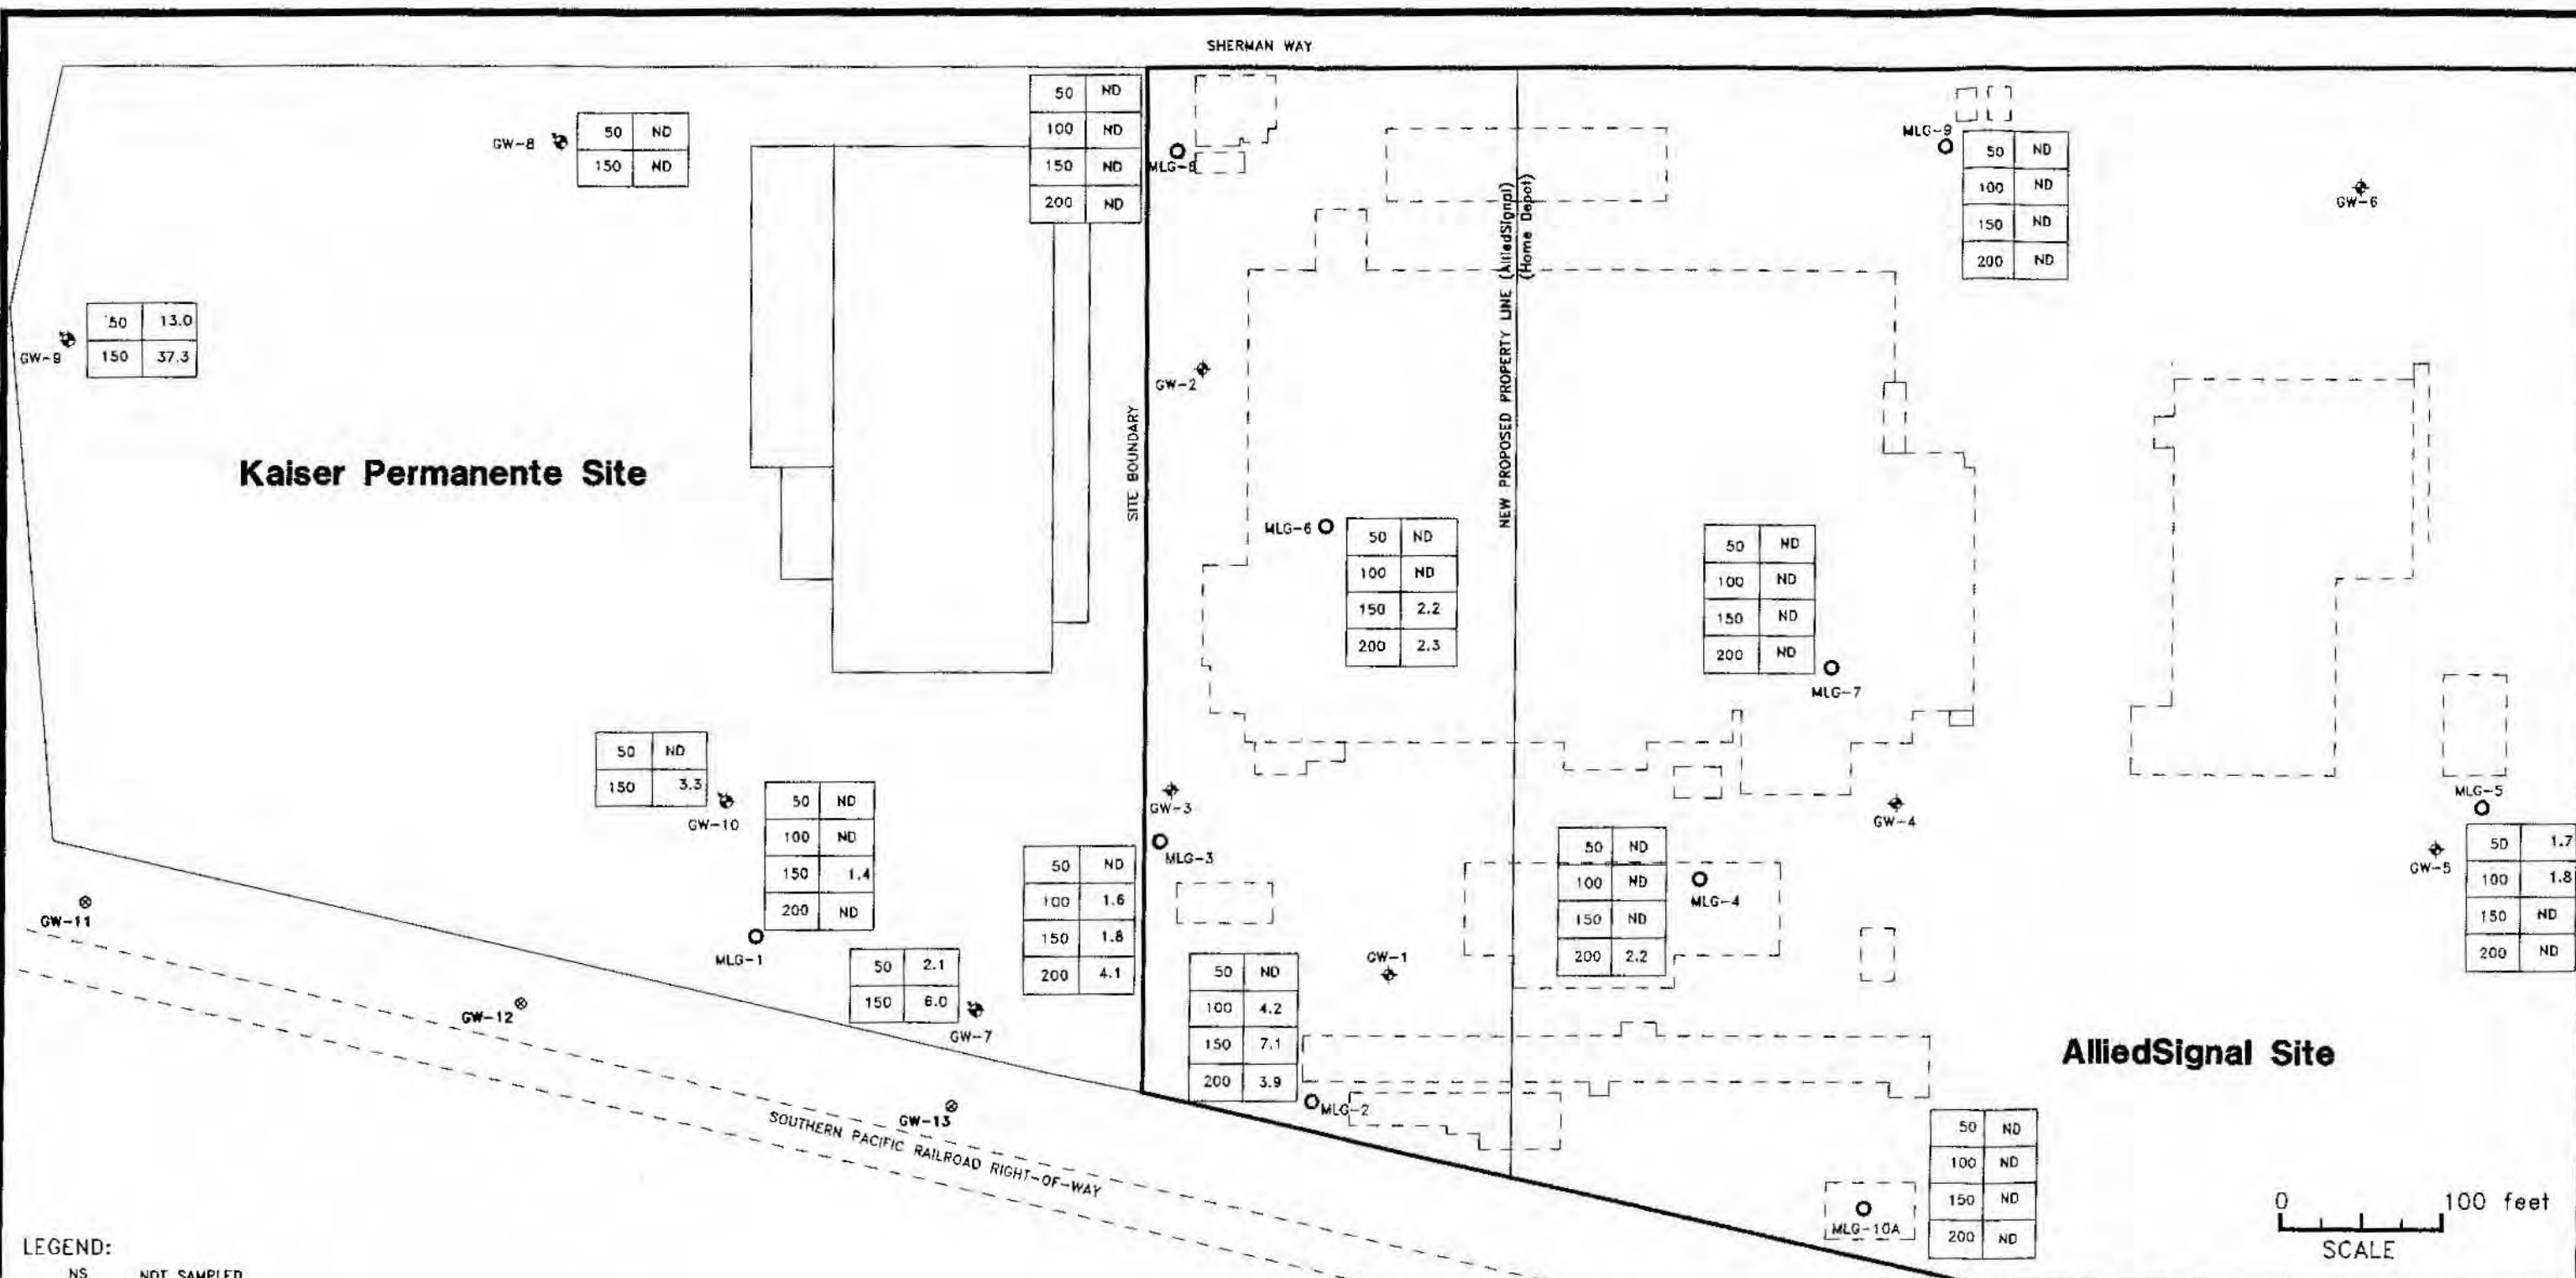 SHERMAN WAY
GW-8
50 ND
150 ND
50 ND
100 ND
150 ND
200 ND
MLG-8
MLG-9
50 ND
100 ND
150 ND
200 ND
GW-6
GW-9
50 13.0
150 37.3
GW-2
NEW PROPOSED PROPERTY LINE (AlliedSignal)
(Home Depot)
SITE BOUNDARY
Kaiser Permanente Site
MLG-6
50 ND
100 ND
150 2.2
200 2.3
50 ND
100 ND
150 ND
200 ND
MLG-7
50 ND
150 3.3
GW-10
50 ND
100 ND
150 1.4
200 ND
MLG-1
GW-3
MLG-3
50 ND
100 1.6
150 1.8
200 4.1
GW-4
50 ND
100 ND
150 ND
200 2.2
MLG-4
MLG-5
GW-5
50 1.7
100 1.8
150 ND
200 ND
GW-11
GW-12
50 2.1
150 6.0
GW-7
GW-1
50 ND
100 4.2
150 7.1
200 3.9
MLG-2
AlliedSignal Site
GW-13
SOUTHERN PACIFIC RAILROAD RIGHT-OF-WAY
50 ND
100 ND
150 ND
200 ND
MLG-10A
0 100 feet
SCALE
LEGEND:
NS NOT SAMPLED